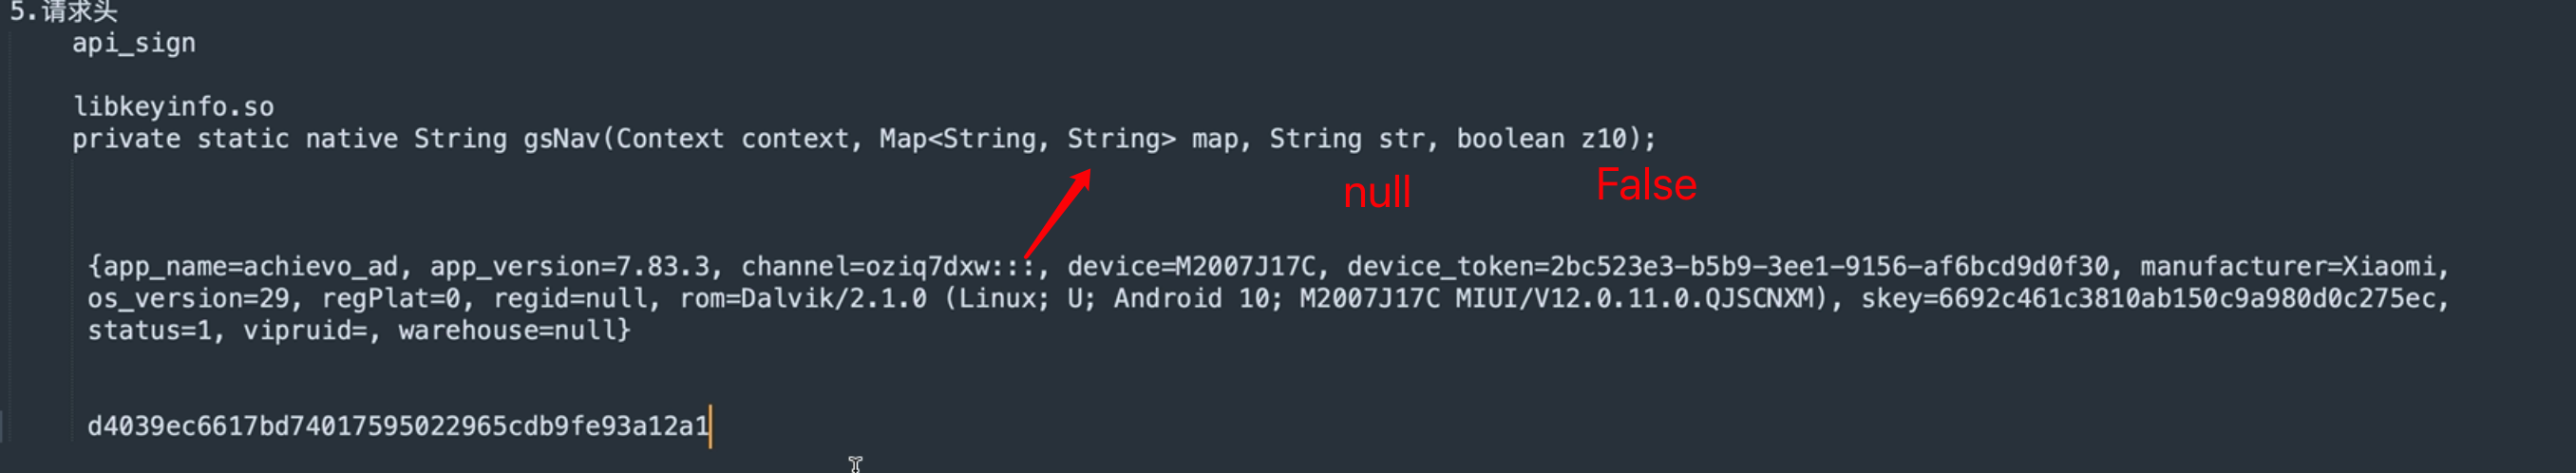 5.请求头
api_sign
libkeyinfo.so
private static native String gsNav(Context context, Map<String, String> map, String str, boolean z10);
null False
{app_name=achievo_ad, app_version=7.83.3, channel=oziq7dxw:::, device=M2007J17C, device_token=2bc523e3-b5b9-3ee1-9156-af6bcd9d0f30, manufacturer=Xiaomi,
os_version=29, regPlat=0, regid=null, rom=Dalvik/2.1.0 (Linux; U; Android 10; M2007J17C MIUI/V12.0.11.0.QJSCNXM), skey=6692c461c3810ab150c9a980d0c275ec,
status=1, vipruid=, warehouse=null}
d4039ec6617bd74017595022965cdb9fe93a12a1